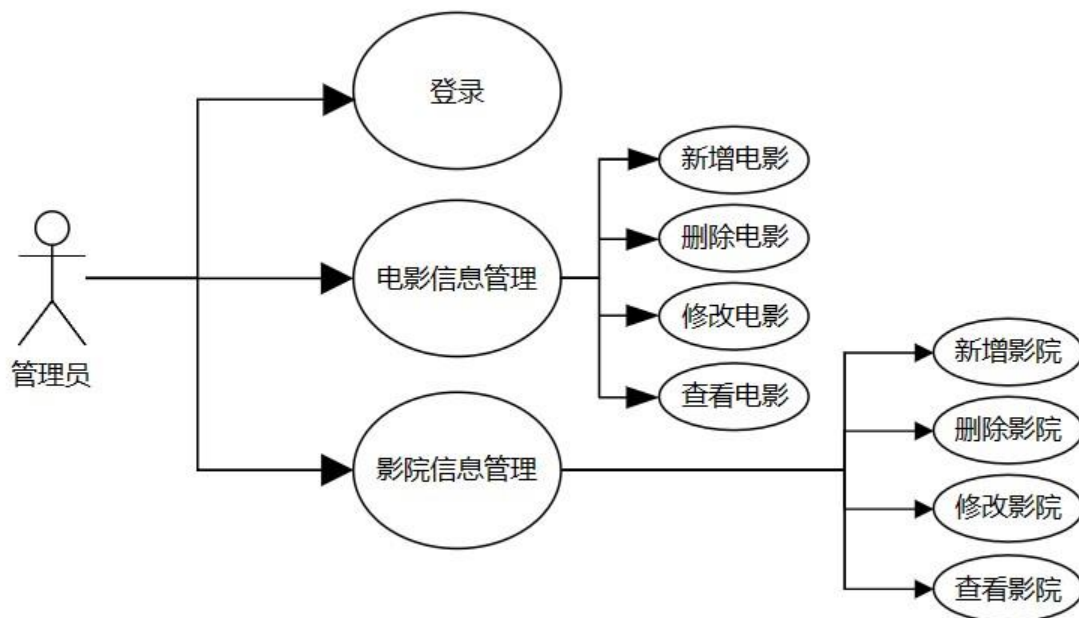 登录
新增电影
删除电影
电影信息管理
修改电影
管理员
查看电影
新增影院
删除影院
影院信息管理
修改影院
查看影院